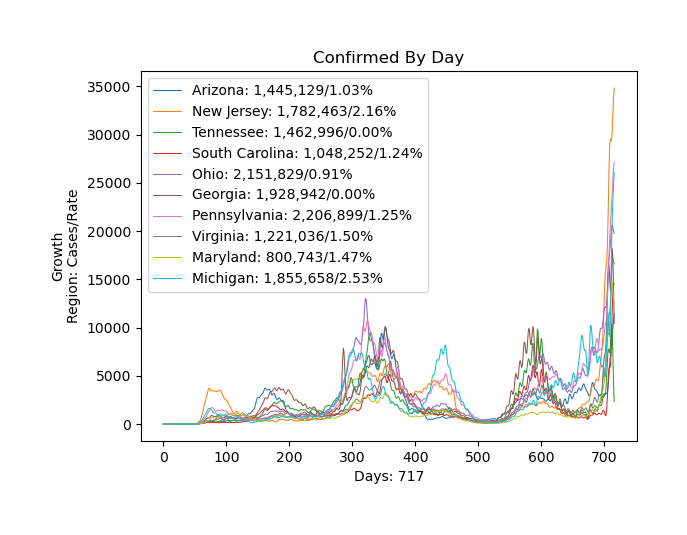 Confirmed By Day
35000
30000
25000
20000
15000
10000
5000
0
Growth
Region: Cases/Rate
Arizona: 1,445,129/1.03%
New Jersey: 1,782,463/2.16%
Tennessee: 1,462,996/0.00%
South Carolina: 1,048,252/1.24%
Ohio: 2,151,829/0.91%
Georgia: 1,928,942/0.00%
Pennsylvania: 2,206,899/1.25%
Virginia: 1,221,036/1.50%
Maryland: 800,743/1.47%
Michigan: 1,855,658/2.53%
0 100 200 300 400 500 600 700
Days: 717